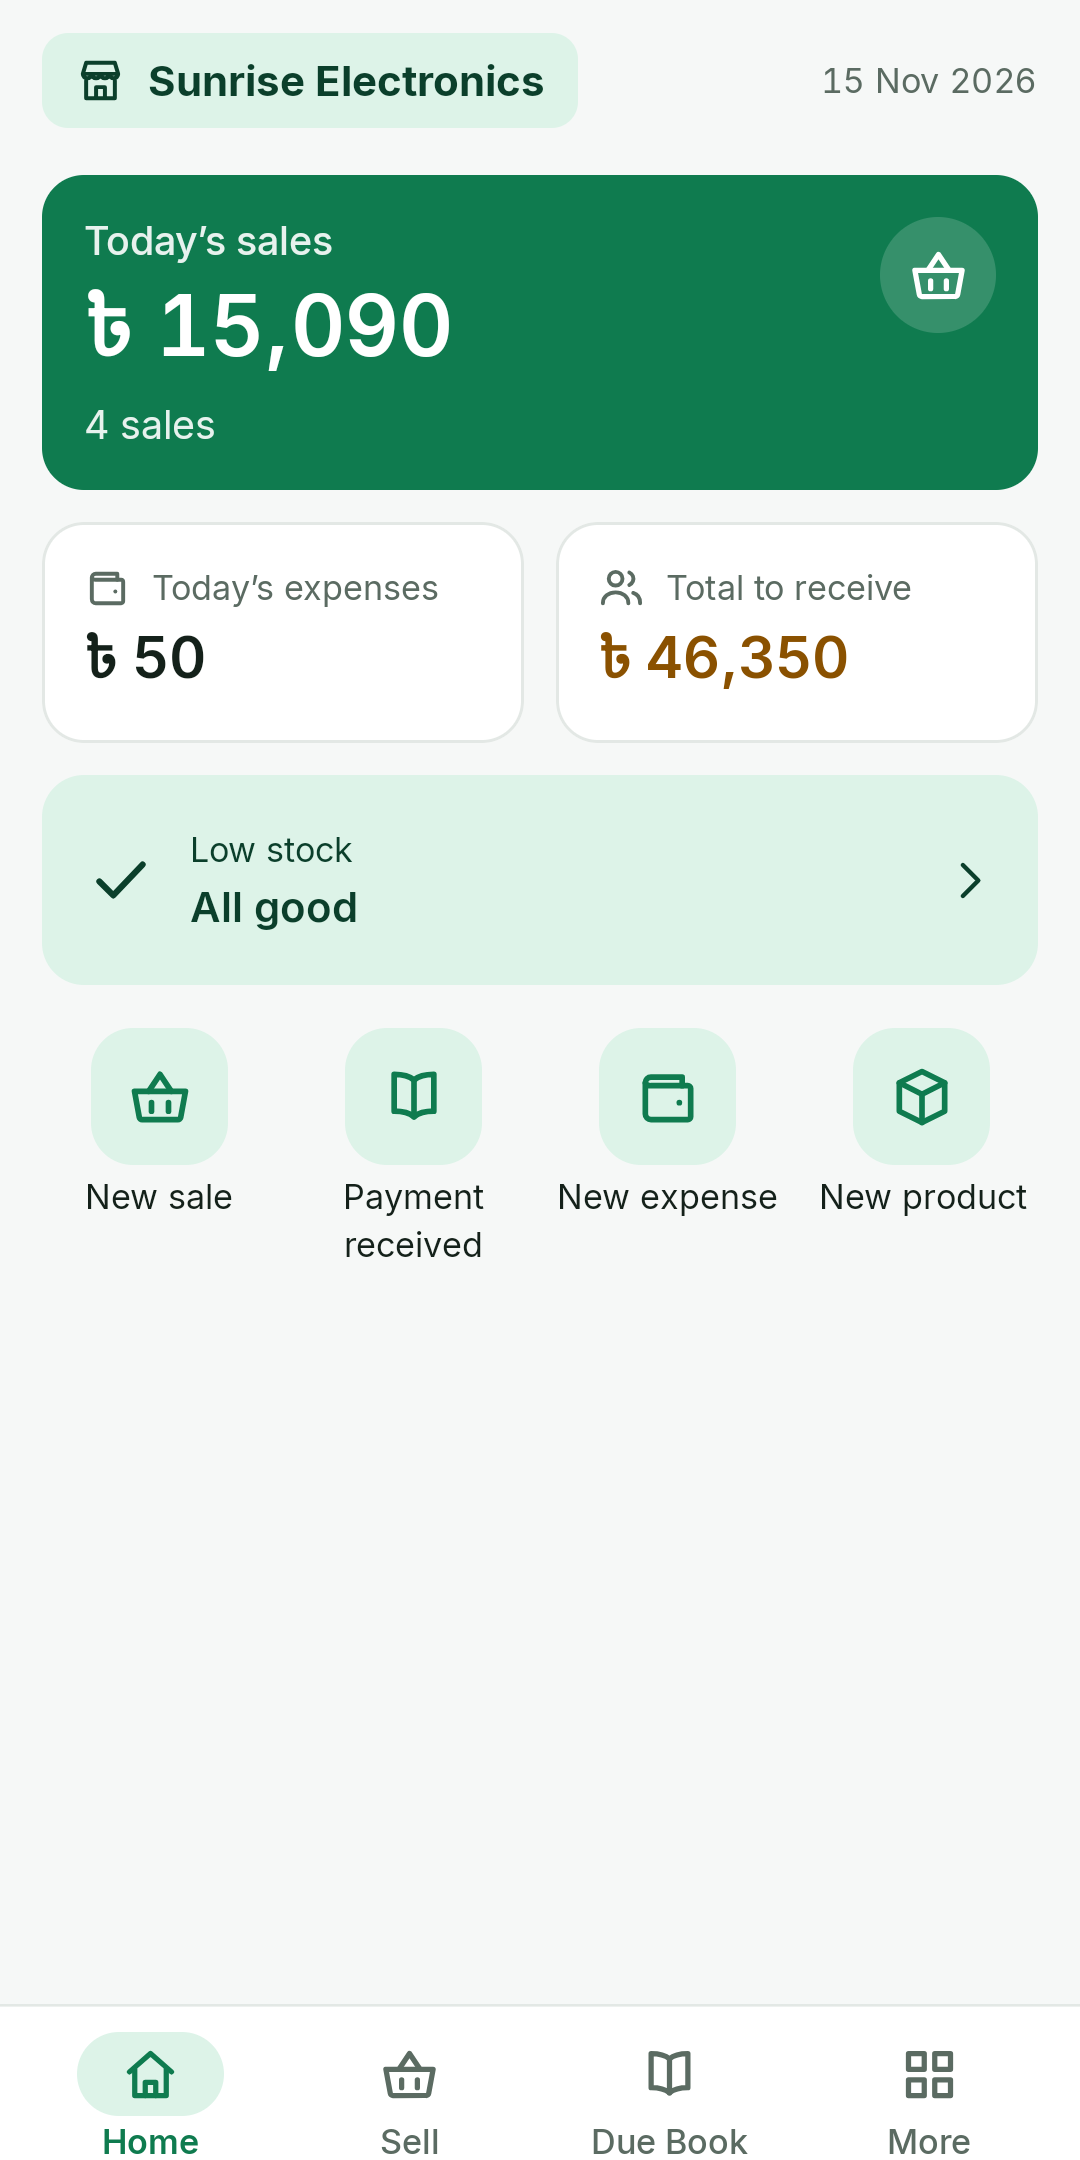 Sunrise Electronics
15 Nov 2026
Today’s sales
৳ 15,090
4 sales
Today’s expenses
৳ 50
Total to receive
৳ 46,350
Low stock
All good
New sale
Payment
received
New expense
New product
Home
Sell
Due Book
More